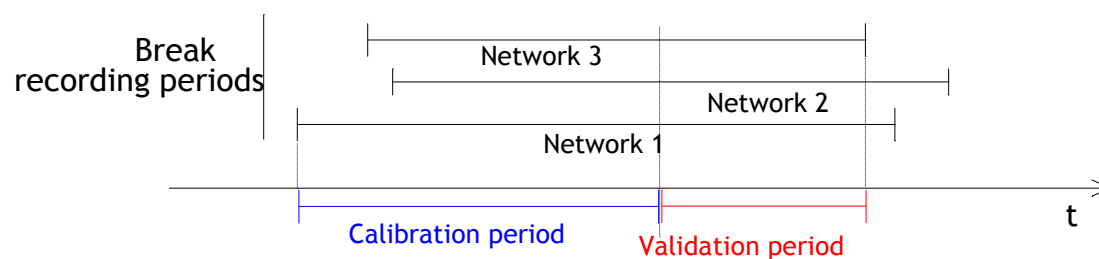 Break
recording periods
Network 3
Network 2
Network 1
t
Calibration period
Validation period